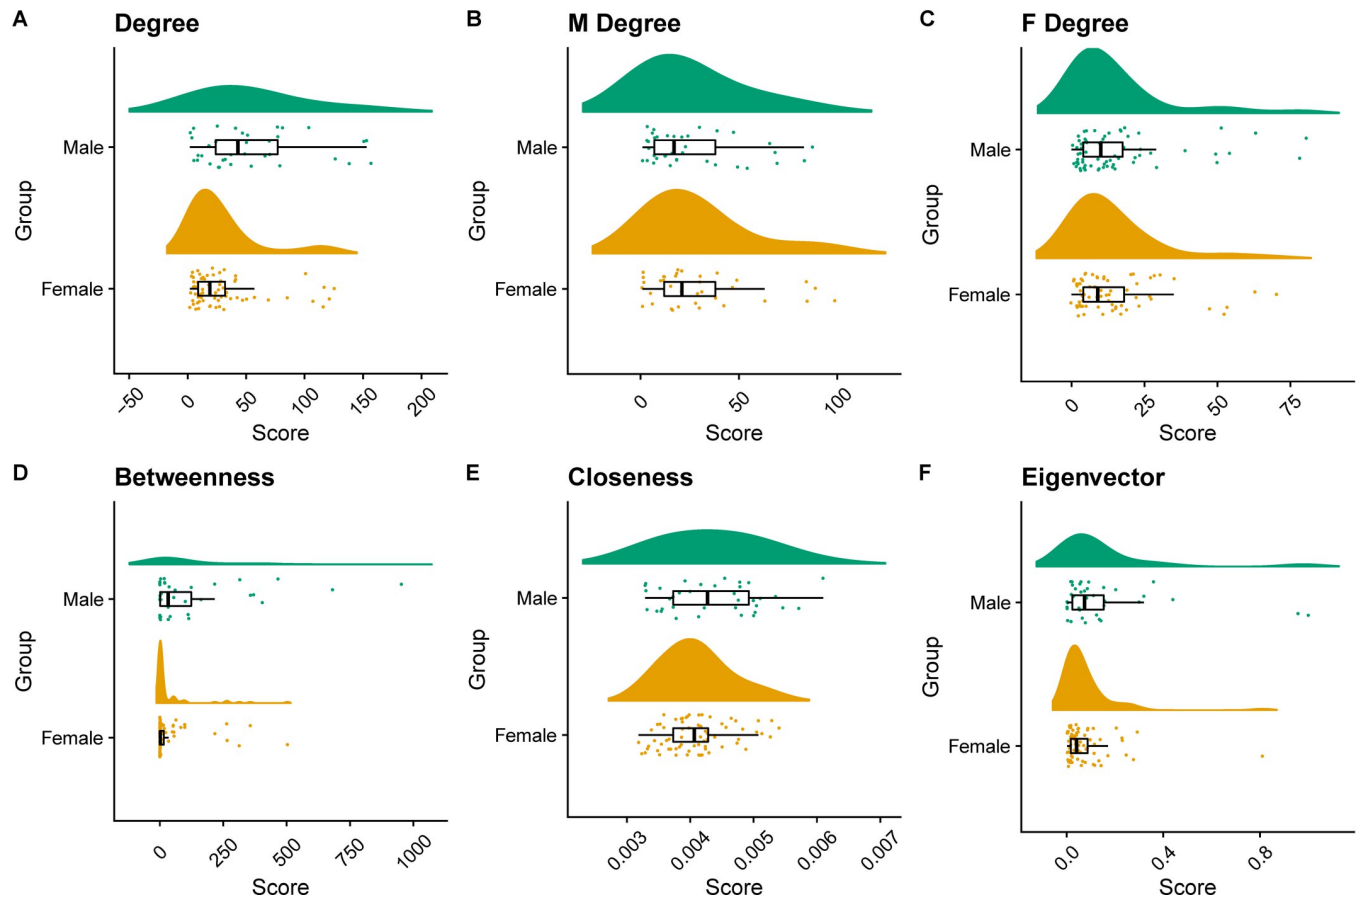 A Degree
Male
Female
Group
−50 0 50 100 150 200
Score
B M Degree
Male
Female
Group
0 50 100
Score
C F Degree
Male
Female
Group
0 25 50 75
Score
D Betweenness
Male
Female
Group
0 250 500 750 1000
Score
E Closeness
Male
Female
Group
0.003 0.004 0.005 0.006 0.007
Score
F Eigenvector
Male
Female
Group
0.0 0.4 0.8
Score